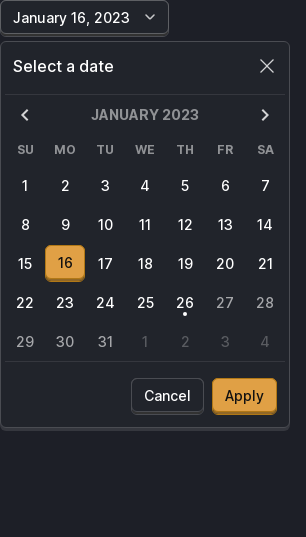 January 16, 2023
Select a date
JANUARY 2023
SU MO TU WE TH FR SA
1 2 3 4 5 6 7
8 9 10 11 12 13 14
15 16 17 18 19 20 21
22 23 24 25 26 27 28
29 30 31 1 2 3 4
Cancel Apply